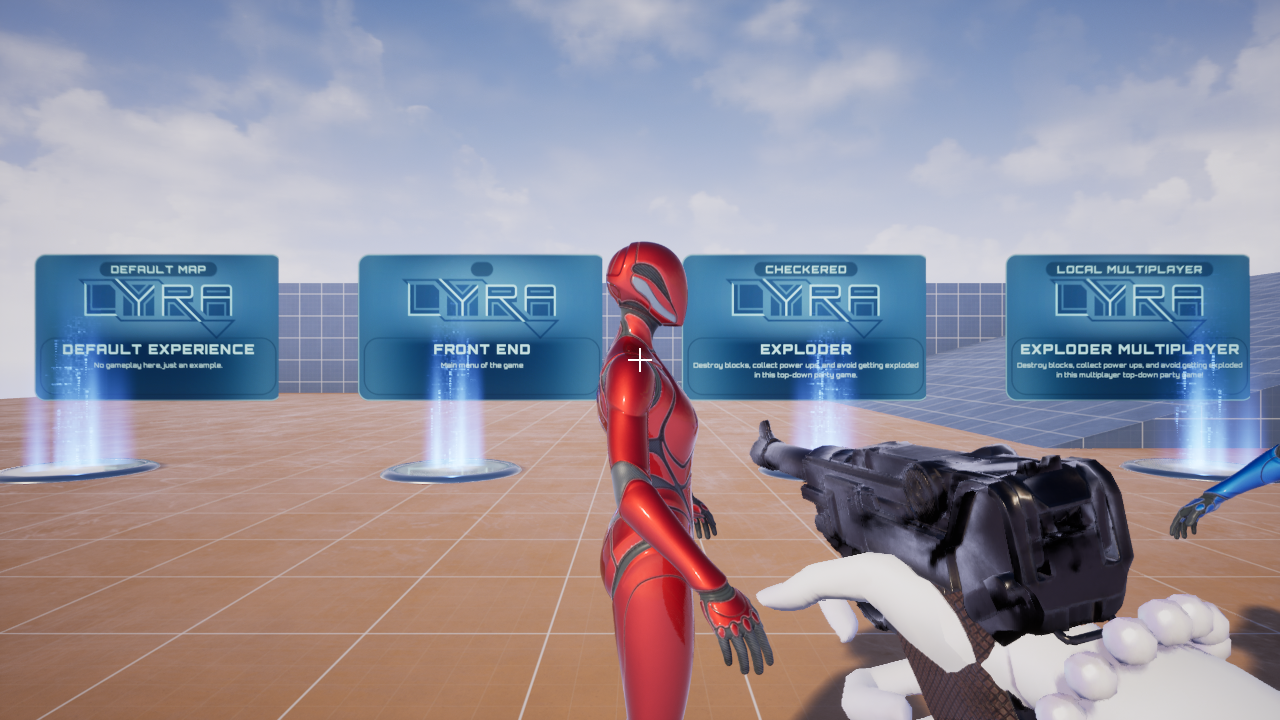 DEFAULT MAP
LYRA
DEFAULT EXPERIENCE
No gameplay here, just an example.
LYRA
FRONT END
Main menu of the game
CHECKERED
LYRA
EXPLODER
Destroy blocks, collect power ups, and avoid getting exploded
in this top-down party game.
LOCAL MULTIPLAYER
LYRA
EXPLODER MULTIPLAYER
Destroy blocks, collect power ups, and avoid getting exploded
in this multiplayer top-down party game.